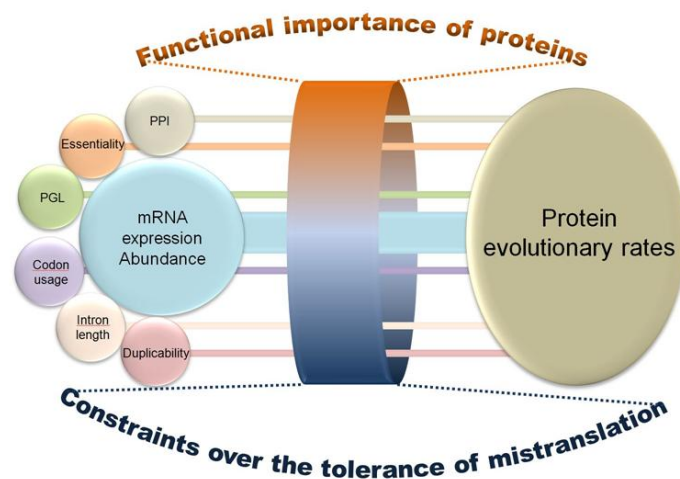 Functional importance of proteins
PPI
Essentiality
PGL
mRNA
expression
Abundance
Codon
usage
Intron
length
Duplicability
Protein
evolutionary rates
Constraints over the tolerance of mistranslation